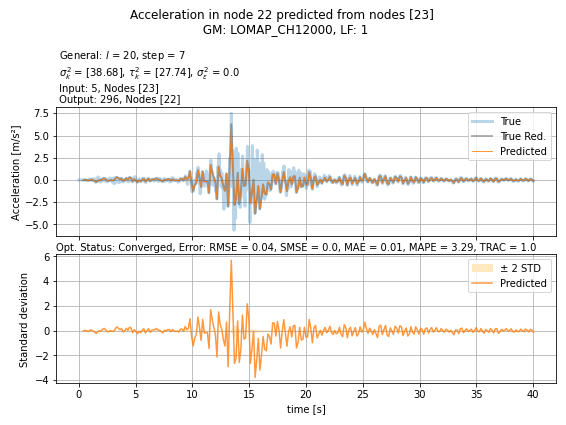 Acceleration in node 22 predicted from nodes [23]
GM: LOMAP_CH12000, LF: 1
General: l = 20, step = 7
σ²ₖ = [38.68], τ²ₖ = [27.74], σ²ε = 0.0
Input: 5, Nodes [23]
Output: 296, Nodes [22]
Acceleration [m/s²]
7.5
5.0
2.5
0.0
−2.5
−5.0
True
True Red.
Predicted
Opt. Status: Converged, Error: RMSE = 0.04, SMSE = 0.0, MAE = 0.01, MAPE = 3.29, TRAC = 1.0
Standard deviation
6
4
2
0
−2
−4
± 2 STD
Predicted
0
5
10
15
20
25
30
35
40
time [s]